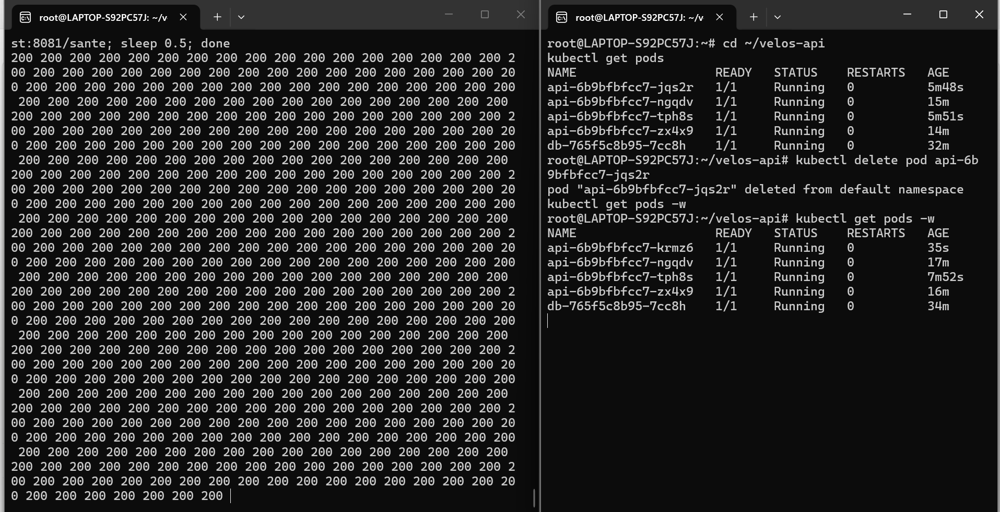 root@LAPTOP-S92PC57J: ~/v
st:8081/sante; sleep 0.5; done
200 200 200 200 200 200 200 200 200 200 200 200 200 200 200 200 200 2
00 200 200 200 200 200 200 200 200 200 200 200 200 200 200 200 200 20
0 200 200 200 200 200 200 200 200 200 200 200 200 200 200 200 200 200
 200 200 200 200 200 200 200 200 200 200 200 200 200 200 200 200 200
200 200 200 200 200 200 200 200 200 200 200 200 200 200 200 200 200 2
00 200 200 200 200 200 200 200 200 200 200 200 200 200 200 200 200 20
0 200 200 200 200 200 200 200 200 200 200 200 200 200 200 200 200 200
 200 200 200 200 200 200 200 200 200 200 200 200 200 200 200 200 200
200 200 200 200 200 200 200 200 200 200 200 200 200 200 200 200 200 2
00 200 200 200 200 200 200 200 200 200 200 200 200 200 200 200 200 20
0 200 200 200 200 200 200 200 200 200 200 200 200 200 200 200 200 200
 200 200 200 200 200 200 200 200 200 200 200 200 200 200 200 200 200
200 200 200 200 200 200 200 200 200 200 200 200 200 200 200 200 200 2
00 200 200 200 200 200 200 200 200 200 200 200 200 200 200 200 200 20
0 200 200 200 200 200 200 200 200 200 200 200 200 200 200 200 200 200
 200 200 200 200 200 200 200 200 200 200 200 200 200 200 200 200 200
200 200 200 200 200 200 200 200 200 200 200 200 200 200 200 200 200 2
00 200 200 200 200 200 200 200 200 200 200 200 200 200 200 200 200 20
0 200 200 200 200 200 200 200 200 200 200 200 200 200 200 200 200 200
 200 200 200 200 200 200 200 200 200 200 200 200 200 200 200 200 200
200 200 200 200 200 200 200 200 200 200 200 200 200 200 200 200 200 2
00 200 200 200 200 200 200 200 200 200 200 200 200 200 200 200 200 20
0 200 200 200 200 200 200 200 200 200 200 200 200 200 200 200 200 200
 200 200 200 200 200 200 200 200 200 200 200 200 200 200 200 200 200
200 200 200 200 200 200 200 200 200 200 200 200 200 200 200 200 200 2
00 200 200 200 200 200 200 200 200 200 200 200 200 200 200 200 200 20
0 200 200 200 200 200 200 200 200 200 200 200 200 200 200 200 200 200
 200 200 200 200 200 200 200 200 200 200 200 200 200 200 200 200 200
200 200 200 200 200 200 200 200 200 200 200 200 200 200 200 200 200 2
00 200 200 200 200 200 200 200 200 200 200 200 200 200 200 200 200 20
0 200 200 200 200 200 200 200
root@LAPTOP-S92PC57J: ~/v
root@LAPTOP-S92PC57J:~# cd ~/velos-api
kubectl get pods
NAME                   READY   STATUS    RESTARTS   AGE
api-6b9bfbfcc7-jqs2r   1/1     Running   0          5m48s
api-6b9bfbfcc7-ngqdv   1/1     Running   0          15m
api-6b9bfbfcc7-tph8s   1/1     Running   0          5m51s
api-6b9bfbfcc7-zx4x9   1/1     Running   0          14m
db-765f5c8b95-7cc8h    1/1     Running   0          32m
root@LAPTOP-S92PC57J:~/velos-api# kubectl delete pod api-6b
9bfbfcc7-jqs2r
pod "api-6b9bfbfcc7-jqs2r" deleted from default namespace
kubectl get pods -w
root@LAPTOP-S92PC57J:~/velos-api# kubectl get pods -w
NAME                   READY   STATUS    RESTARTS   AGE
api-6b9bfbfcc7-krmz6   1/1     Running   0          35s
api-6b9bfbfcc7-ngqdv   1/1     Running   0          17m
api-6b9bfbfcc7-tph8s   1/1     Running   0          7m52s
api-6b9bfbfcc7-zx4x9   1/1     Running   0          16m
db-765f5c8b95-7cc8h    1/1     Running   0          34m